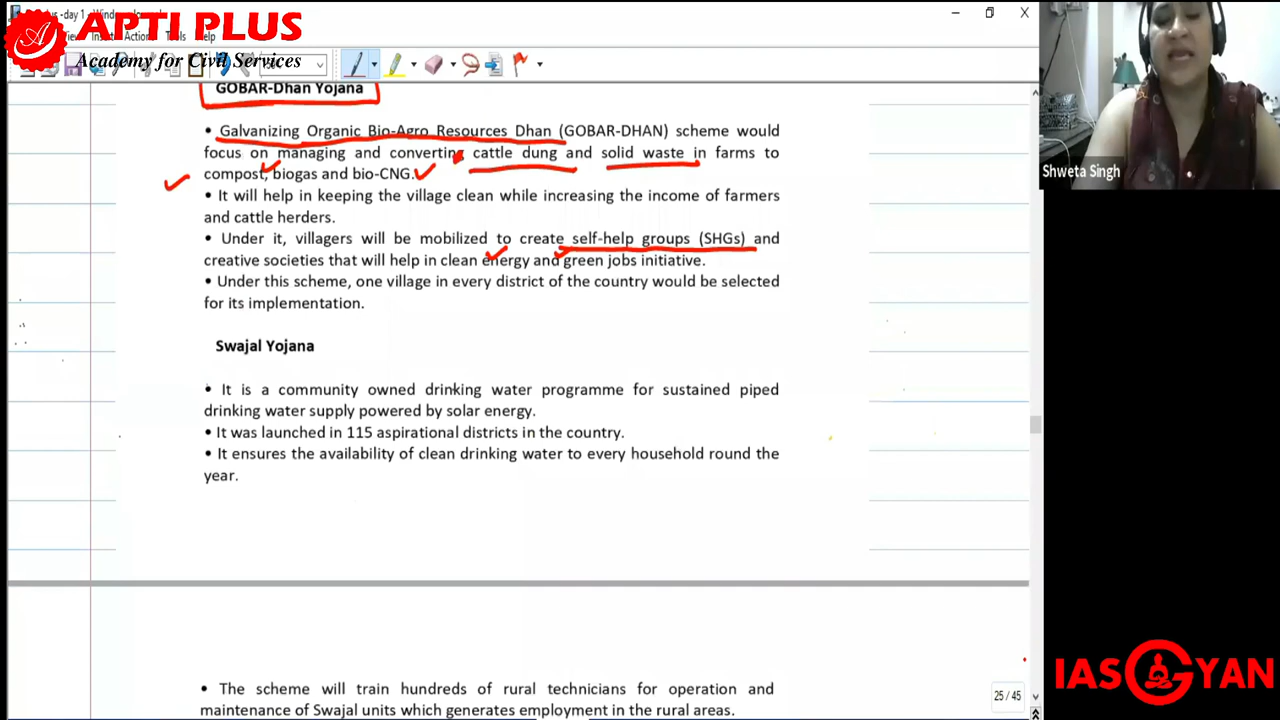 APTI PLUS
Academy for Civil Services
GOBAR-Dhan Yojana
• Galvanizing Organic Bio-Agro Resources Dhan (GOBAR-DHAN) scheme would
focus on managing and converting cattle dung and solid waste in farms to
compost, biogas and bio-CNG.
• It will help in keeping the village clean while increasing the income of farmers
and cattle herders.
• Under it, villagers will be mobilized to create self-help groups (SHGs) and
creative societies that will help in clean energy and green jobs initiative.
• Under this scheme, one village in every district of the country would be selected
for its implementation.
Swajal Yojana
• It is a community owned drinking water programme for sustained piped
drinking water supply powered by solar energy.
• It was launched in 115 aspirational districts in the country.
• It ensures the availability of clean drinking water to every household round the
year.
• The scheme will train hundreds of rural technicians for operation and
maintenance of Swajal units which generates employment in the rural areas.
25 / 45
Shweta Singh
IAS GYAN